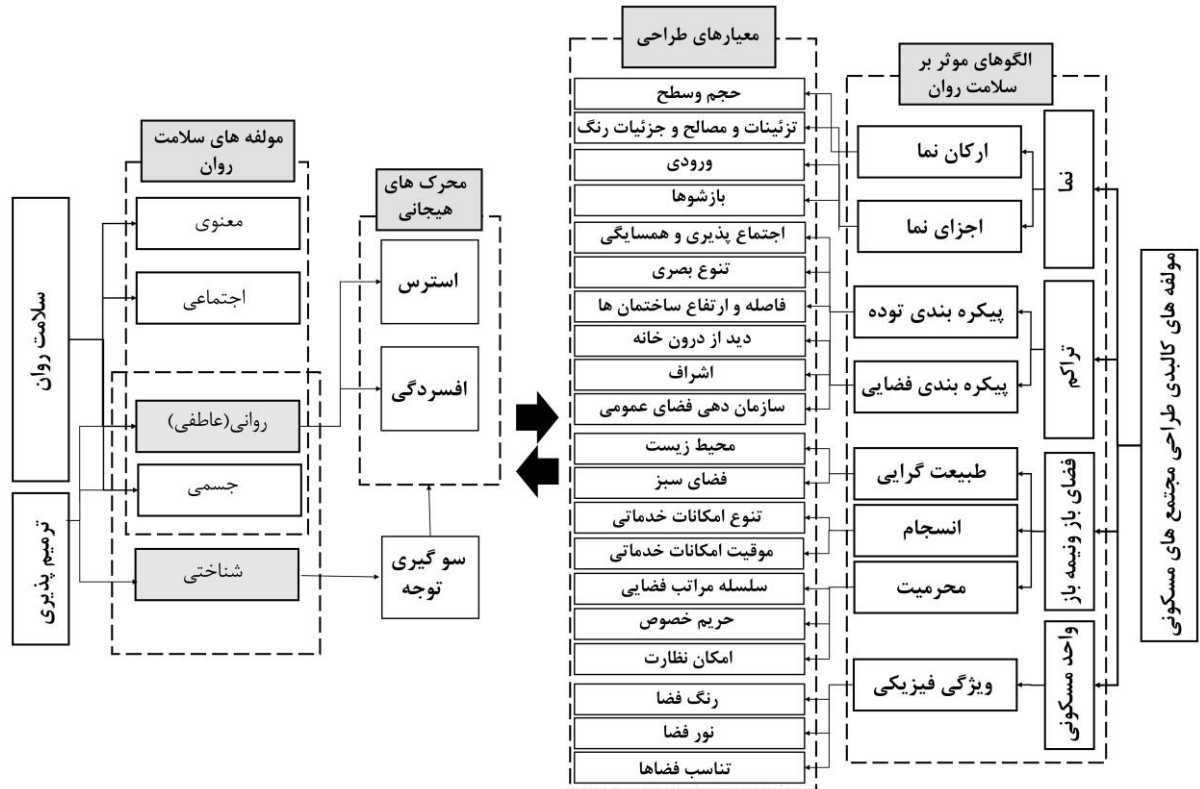 مولفه های کالبدی طراحی مجتمع های مسکونی
الگوهای موثر بر
سلامت روان
نما
ارکان نما
اجزای نما
تراکم
پیکره بندی توده
پیکره بندی فضایی
فضای باز ونیمه باز
طبیعت گرایی
انسجام
محرمیت
واحد مسکونی
ویژگی فیزیکی
معیارهای طراحی
حجم وسطح
تزئینات و مصالح و جزئیات رنگ
ورودی
بازشوها
اجتماع پذیری و همسایگی
تنوع بصری
فاصله و ارتفاع ساختمان ها
دید از درون خانه
اشراف
سازمان دهی فضای عمومی
محیط زیست
فضای سبز
تنوع امکانات خدماتی
موقیت امکانات خدماتی
سلسله مراتب فضایی
حریم خصوص
امکان نظارت
رنگ فضا
نور فضا
تناسب فضاها
محرک های
هیجانی
استرس
افسردگی
سو گیری
توجه
مولفه های سلامت
روان
معنوی
اجتماعی
روانی(عاطفی)
جسمی
شناختی
سلامت روان
ترمیم پذیری